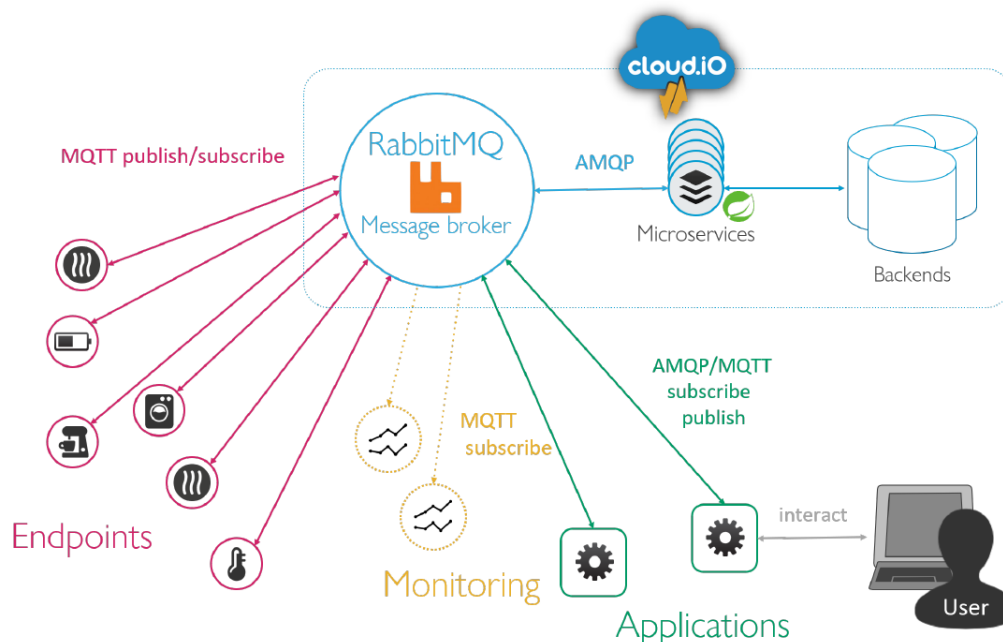 cloud.iO
RabbitMQ
Message broker
MQTT publish/subscribe
AMQP
Microservices
Backends
AMQP/MQTT
subscribe
publish
MQTT
subscribe
interact
Endpoints
Monitoring
Applications
User